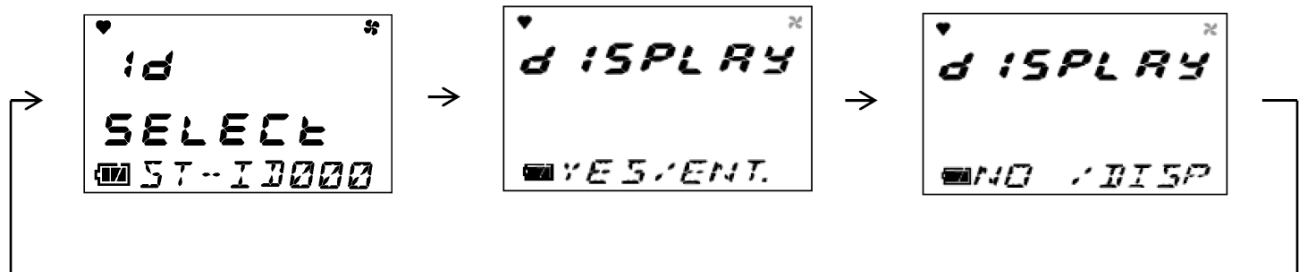 id
SELECt
ST-ID000
dISPLAY
YES/ENT.
dISPLAY
NO /DISP